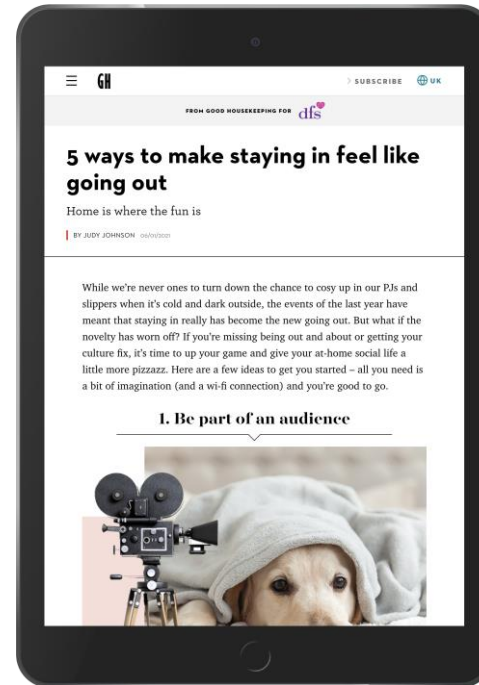 GH
SUBSCRIBE
UK
FROM GOOD HOUSEKEEPING FOR dfs
5 ways to make staying in feel like
going out
Home is where the fun is
BY JUDY JOHNSON
While we're never ones to turn down the chance to cosy up in our PJs and
slippers when it's cold and dark outside, the events of the last year have
meant that staying in really has become the new going out. But what if the
novelty has worn off? If you're missing being out and about or getting your
culture fix, it's time to up your game and give your at-home social life a
little more pizzazz. Here are a few ideas to get you started – all you need is
a bit of imagination (and a wi-fi connection) and you're good to go.
1. Be part of an audience